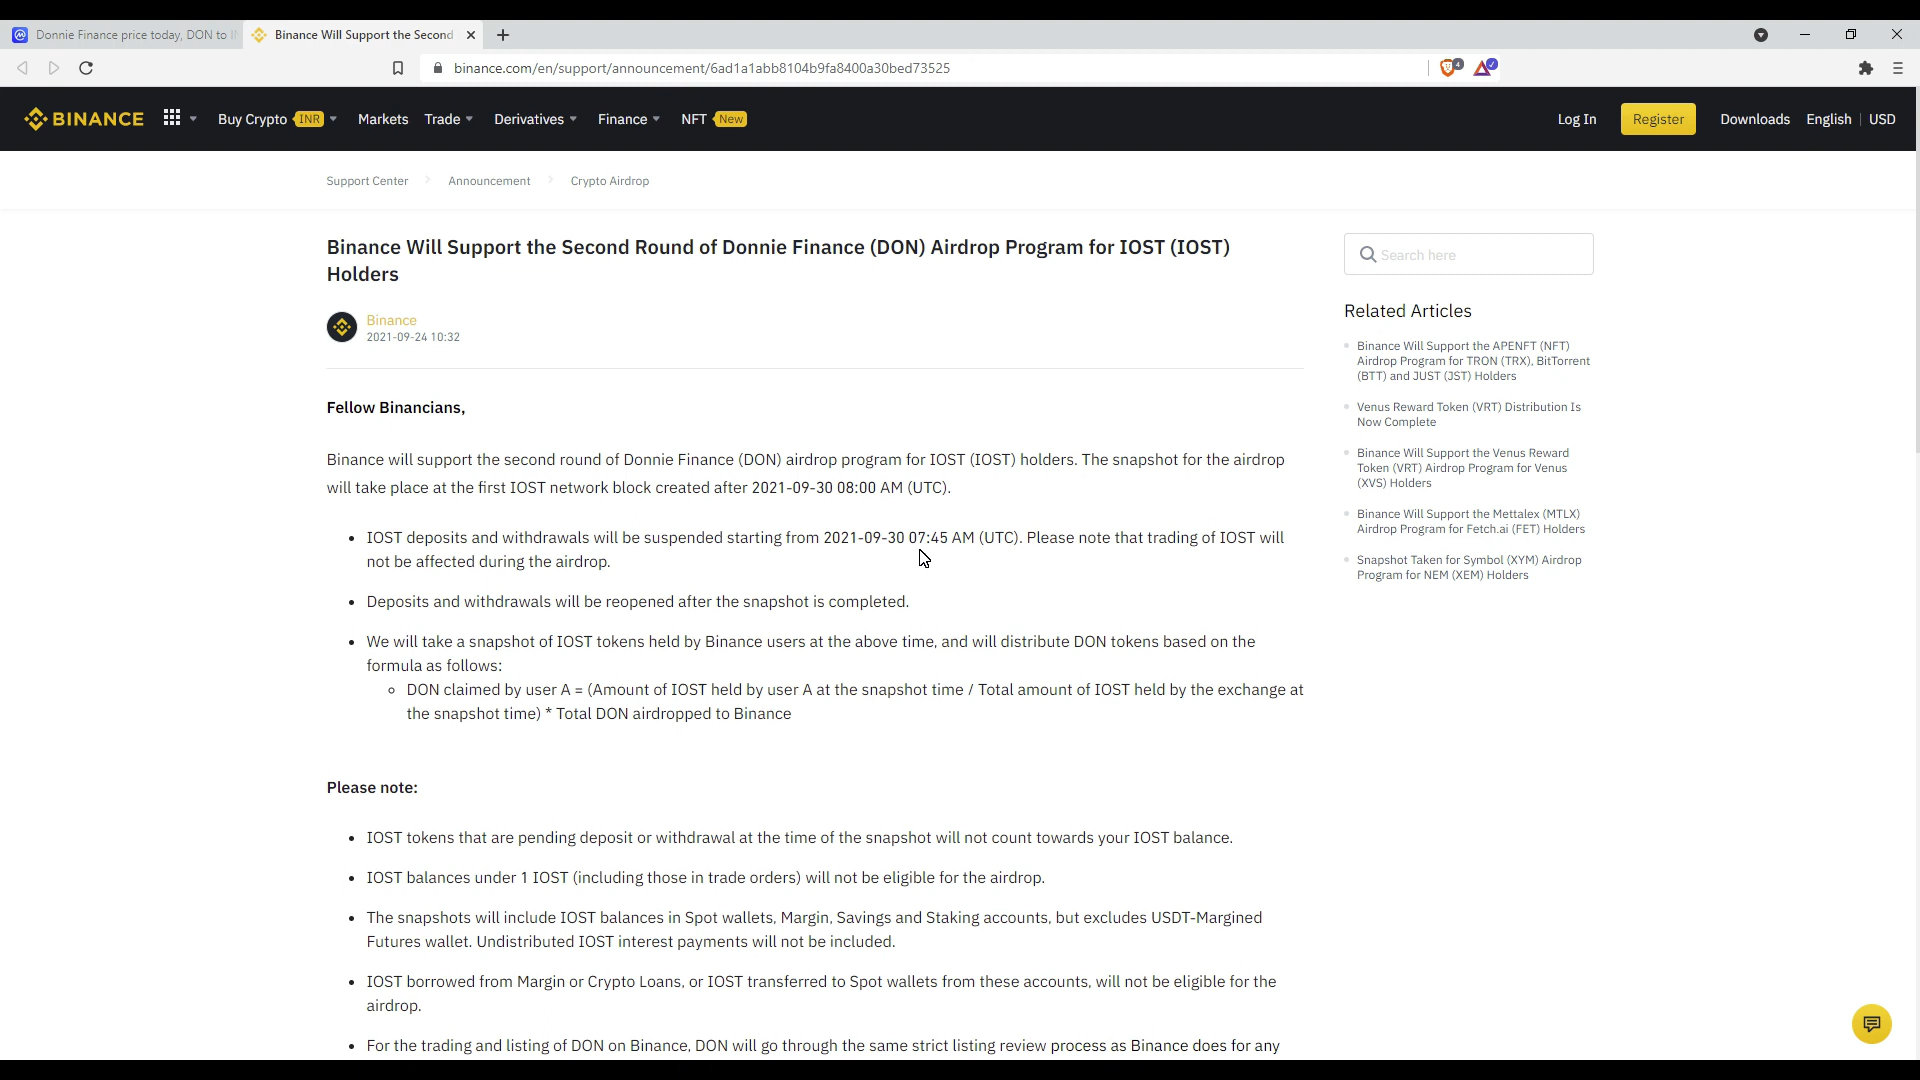 Donnie Finance price today, DON to
Binance Will Support the Second
binance.com/en/support/announcement/6ad1a1abb8104b9fa8400a30bed73525
4
BINANCE
Buy Crypto INR
Markets
Trade
Derivatives
Finance
NFT New
Log In
Register
Downloads
English | USD
Support Center
Announcement
Crypto Airdrop
Binance Will Support the Second Round of Donnie Finance (DON) Airdrop Program for IOST (IOST)
Holders
Binance
2021-09-24 10:32
Fellow Binancians,
Binance will support the second round of Donnie Finance (DON) airdrop program for IOST (IOST) holders. The snapshot for the airdrop
will take place at the first IOST network block created after 2021-09-30 08:00 AM (UTC).
• IOST deposits and withdrawals will be suspended starting from 2021-09-30 07:45 AM (UTC). Please note that trading of IOST will
not be affected during the airdrop.
• Deposits and withdrawals will be reopened after the snapshot is completed.
• We will take a snapshot of IOST tokens held by Binance users at the above time, and will distribute DON tokens based on the
formula as follows:
◦ DON claimed by user A = (Amount of IOST held by user A at the snapshot time / Total amount of IOST held by the exchange at
the snapshot time) * Total DON airdropped to Binance
Please note:
• IOST tokens that are pending deposit or withdrawal at the time of the snapshot will not count towards your IOST balance.
• IOST balances under 1 IOST (including those in trade orders) will not be eligible for the airdrop.
• The snapshots will include IOST balances in Spot wallets, Margin, Savings and Staking accounts, but excludes USDT-Margined
Futures wallet. Undistributed IOST interest payments will not be included.
• IOST borrowed from Margin or Crypto Loans, or IOST transferred to Spot wallets from these accounts, will not be eligible for the
airdrop.
• For the trading and listing of DON on Binance, DON will go through the same strict listing review process as Binance does for any
Search here
Related Articles
Binance Will Support the APENFT (NFT)
Airdrop Program for TRON (TRX), BitTorrent
(BTT) and JUST (JST) Holders
Venus Reward Token (VRT) Distribution Is
Now Complete
Binance Will Support the Venus Reward
Token (VRT) Airdrop Program for Venus
(XVS) Holders
Binance Will Support the Mettalex (MTLX)
Airdrop Program for Fetch.ai (FET) Holders
Snapshot Taken for Symbol (XYM) Airdrop
Program for NEM (XEM) Holders